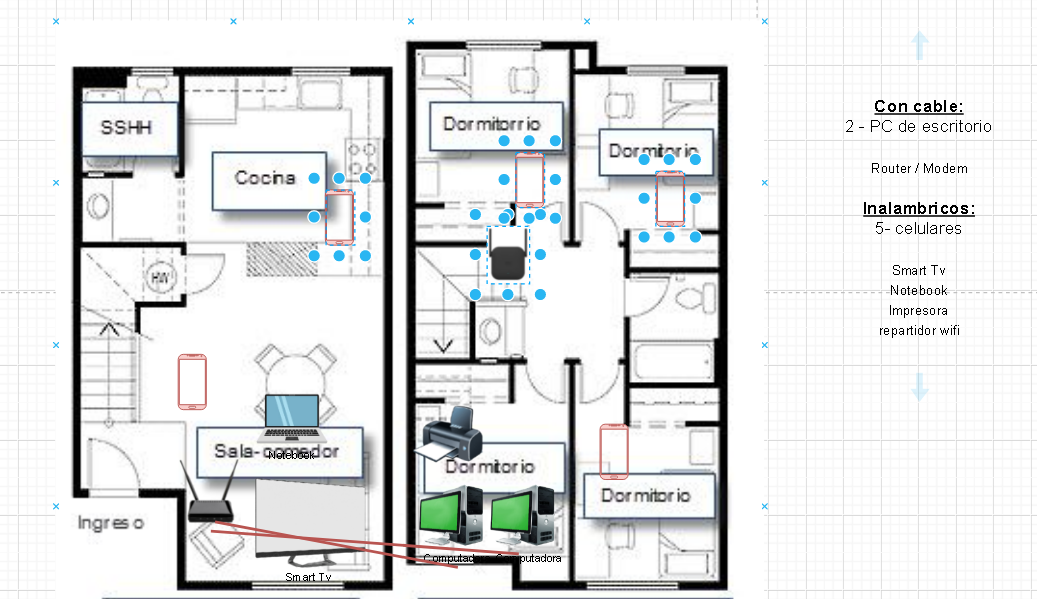 SSHH
Cocina
HW
Sala-comedor
Notebook
Ingreso
Smart Tv
Dormitorrio
Dormitorio
Dormitorio
Dormitorio
Computadora
Computadora
Con cable:
2 - PC de escritorio
Router / Modem
Inalambricos:
5- celulares
Smart Tv
Notebook
Impresora
repartidor wifi